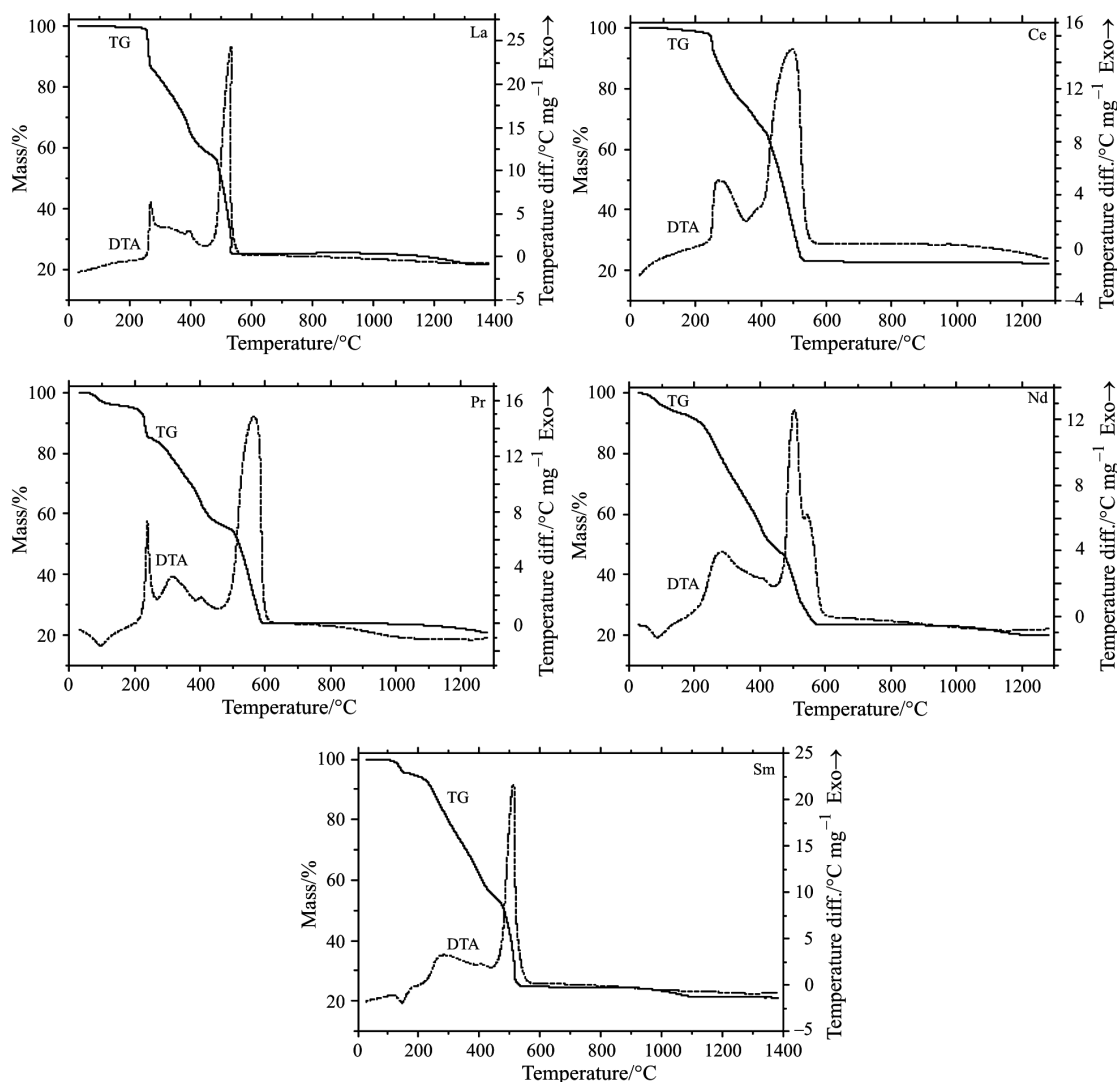 La
TG
DTA
Mass/%
100
80
60
40
20
0 200 400 600 800 1000 1200 1400
Temperature/°C
25
20
15
10
5
0
−5
Temperature diff./°C mg−1 Exo→
Ce
TG
DTA
Mass/%
100
80
60
40
20
0 200 400 600 800 1000 1200
Temperature/°C
16
12
8
4
0
−4
Temperature diff./°C mg−1 Exo→
Pr
TG
DTA
Mass/%
100
80
60
40
20
0 200 400 600 800 1000 1200
Temperature/°C
16
12
8
4
0
Temperature diff./°C mg−1 Exo→
Nd
TG
DTA
Mass/%
100
80
60
40
20
0 200 400 600 800 1000 1200
Temperature/°C
12
8
4
0
Temperature diff./°C mg−1 Exo→
Sm
TG
DTA
Mass/%
100
80
60
40
20
0 200 400 600 800 1000 1200 1400
Temperature/°C
25
20
15
10
5
0
−5
Temperature diff./°C mg−1 Exo→